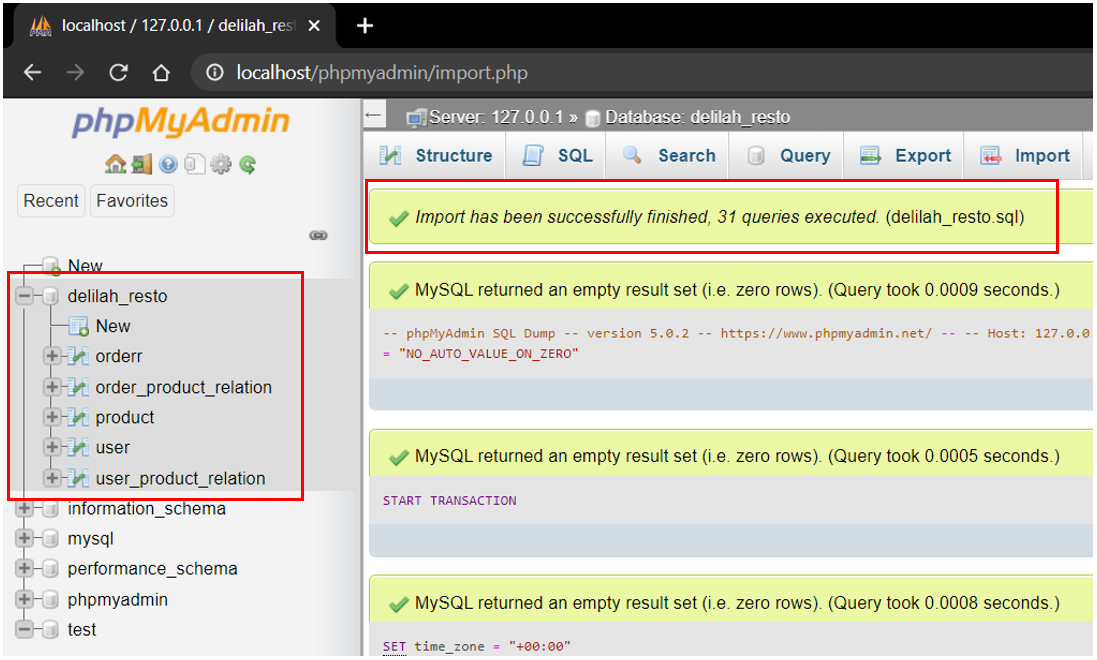 localhost / 127.0.0.1 / delilah_rest
localhost/phpmyadmin/import.php
phpMyAdmin
Recent
Favorites
New
delilah_resto
New
orderr
order_product_relation
product
user
user_product_relation
information_schema
mysql
performance_schema
phpmyadmin
test
Server: 127.0.0.1 » Database: delilah_resto
Structure SQL Search Query Export Import
Import has been successfully finished, 31 queries executed. (delilah_resto.sql)
MySQL returned an empty result set (i.e. zero rows). (Query took 0.0009 seconds.)
-- phpMyAdmin SQL Dump -- version 5.0.2 -- https://www.phpmyadmin.net/ -- -- Host: 127.0.0
= "NO_AUTO_VALUE_ON_ZERO"
MySQL returned an empty result set (i.e. zero rows). (Query took 0.0005 seconds.)
START TRANSACTION
MySQL returned an empty result set (i.e. zero rows). (Query took 0.0008 seconds.)
SET time_zone = "+00:00"